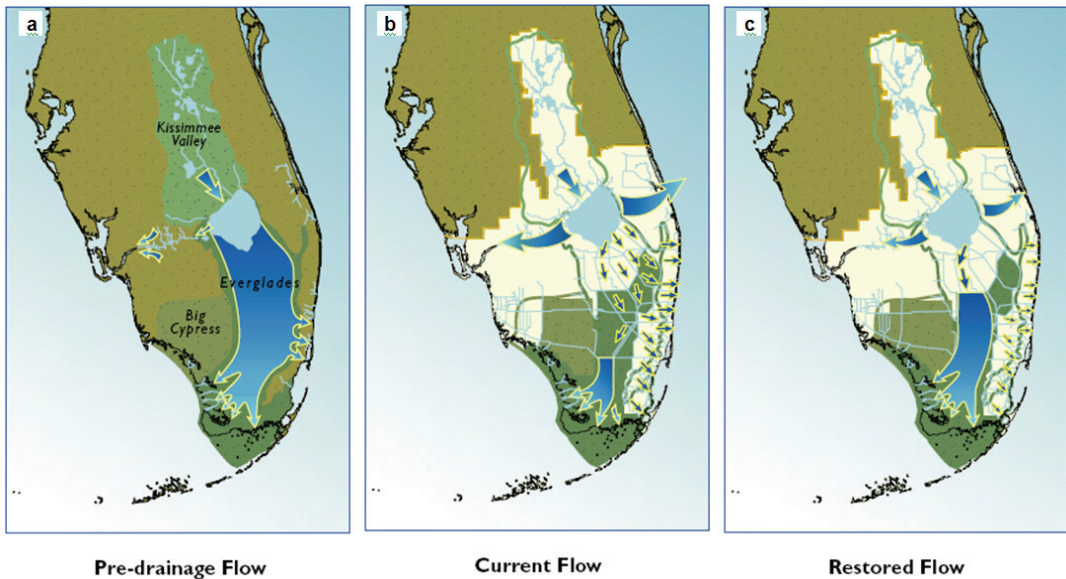 a
b
c
Kissimmee
Valley
Everglades
Big
Cypress
Pre-drainage Flow
Current Flow
Restored Flow